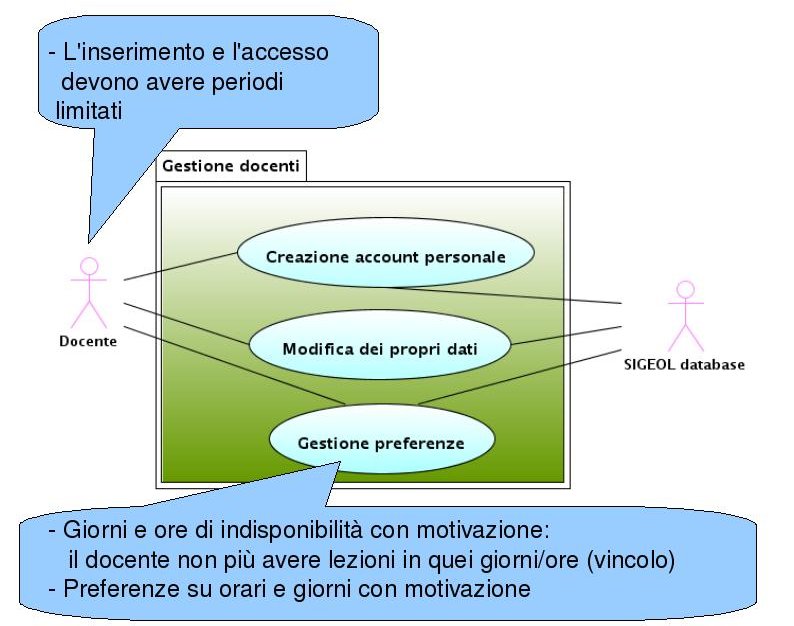 - L'inserimento e l'accesso
devono avere periodi
limitati
Gestione docenti
Creazione account personale
Docente
Modifica dei propri dati
SIGEOL database
Gestione preferenze
- Giorni e ore di indisponibilità con motivazione:
il docente non più avere lezioni in quei giorni/ore (vincolo)
- Preferenze su orari e giorni con motivazione